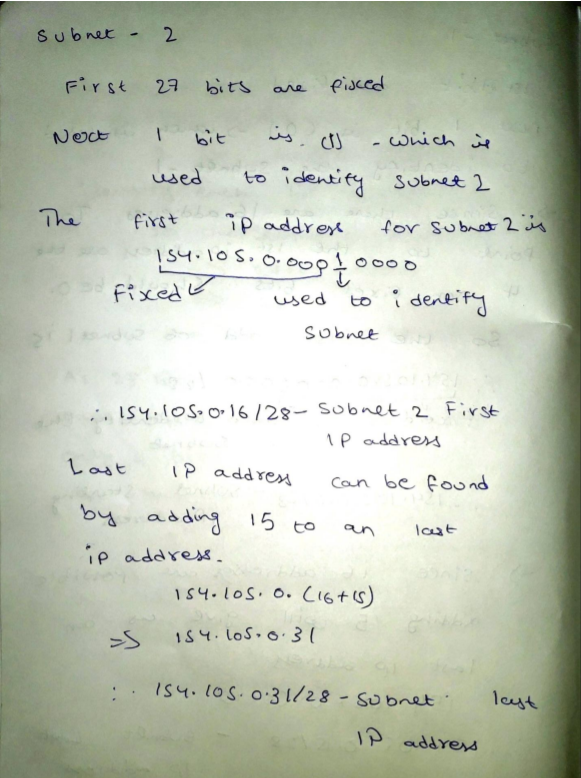 Subnet - 2
First 27 bits are fixed
Next 1 bit is (1) - which is
used to identify subnet 2
The first ip address for subnet 2 is
154.105.0.00010000
fixed used to identify
subnet
∴ 154.105.0.16/28 - Subnet 2 First
IP address
Last IP address can be found
by adding 15 to an last
ip address.
154.105.0.(16+15)
=> 154.105.0.31
∴ 154.105.0.31/28 - Subnet last
IP address